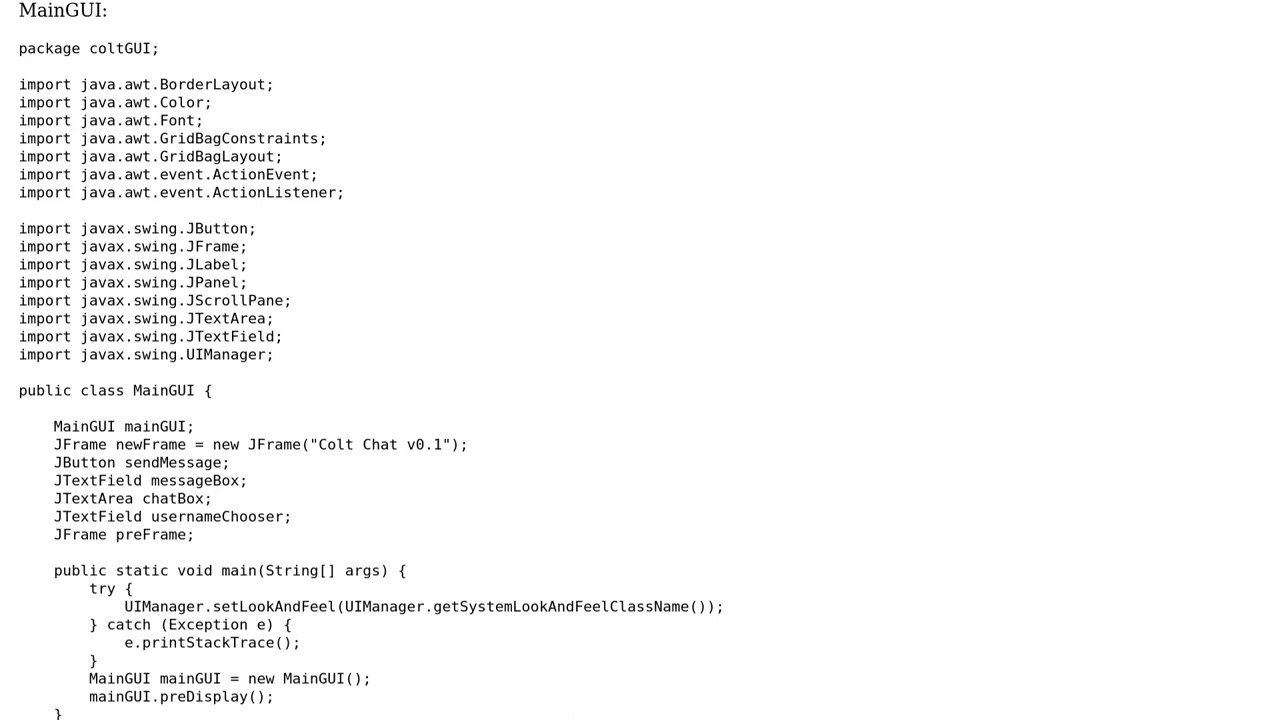 MainGUI:
package coltGUI;
import java.awt.BorderLayout;
import java.awt.Color;
import java.awt.Font;
import java.awt.GridBagConstraints;
import java.awt.GridBagLayout;
import java.awt.event.ActionEvent;
import java.awt.event.ActionListener;
import javax.swing.JButton;
import javax.swing.JFrame;
import javax.swing.JLabel;
import javax.swing.JPanel;
import javax.swing.JScrollPane;
import javax.swing.JTextArea;
import javax.swing.JTextField;
import javax.swing.UIManager;
public class MainGUI {
    MainGUI mainGUI;
    JFrame newFrame = new JFrame("Colt Chat v0.1");
    JButton sendMessage;
    JTextField messageBox;
    JTextArea chatBox;
    JTextField usernameChooser;
    JFrame preFrame;
    public static void main(String[] args) {
        try {
            UIManager.setLookAndFeel(UIManager.getSystemLookAndFeelClassName());
        } catch (Exception e) {
            e.printStackTrace();
        }
        MainGUI mainGUI = new MainGUI();
        mainGUI.preDisplay();
    }